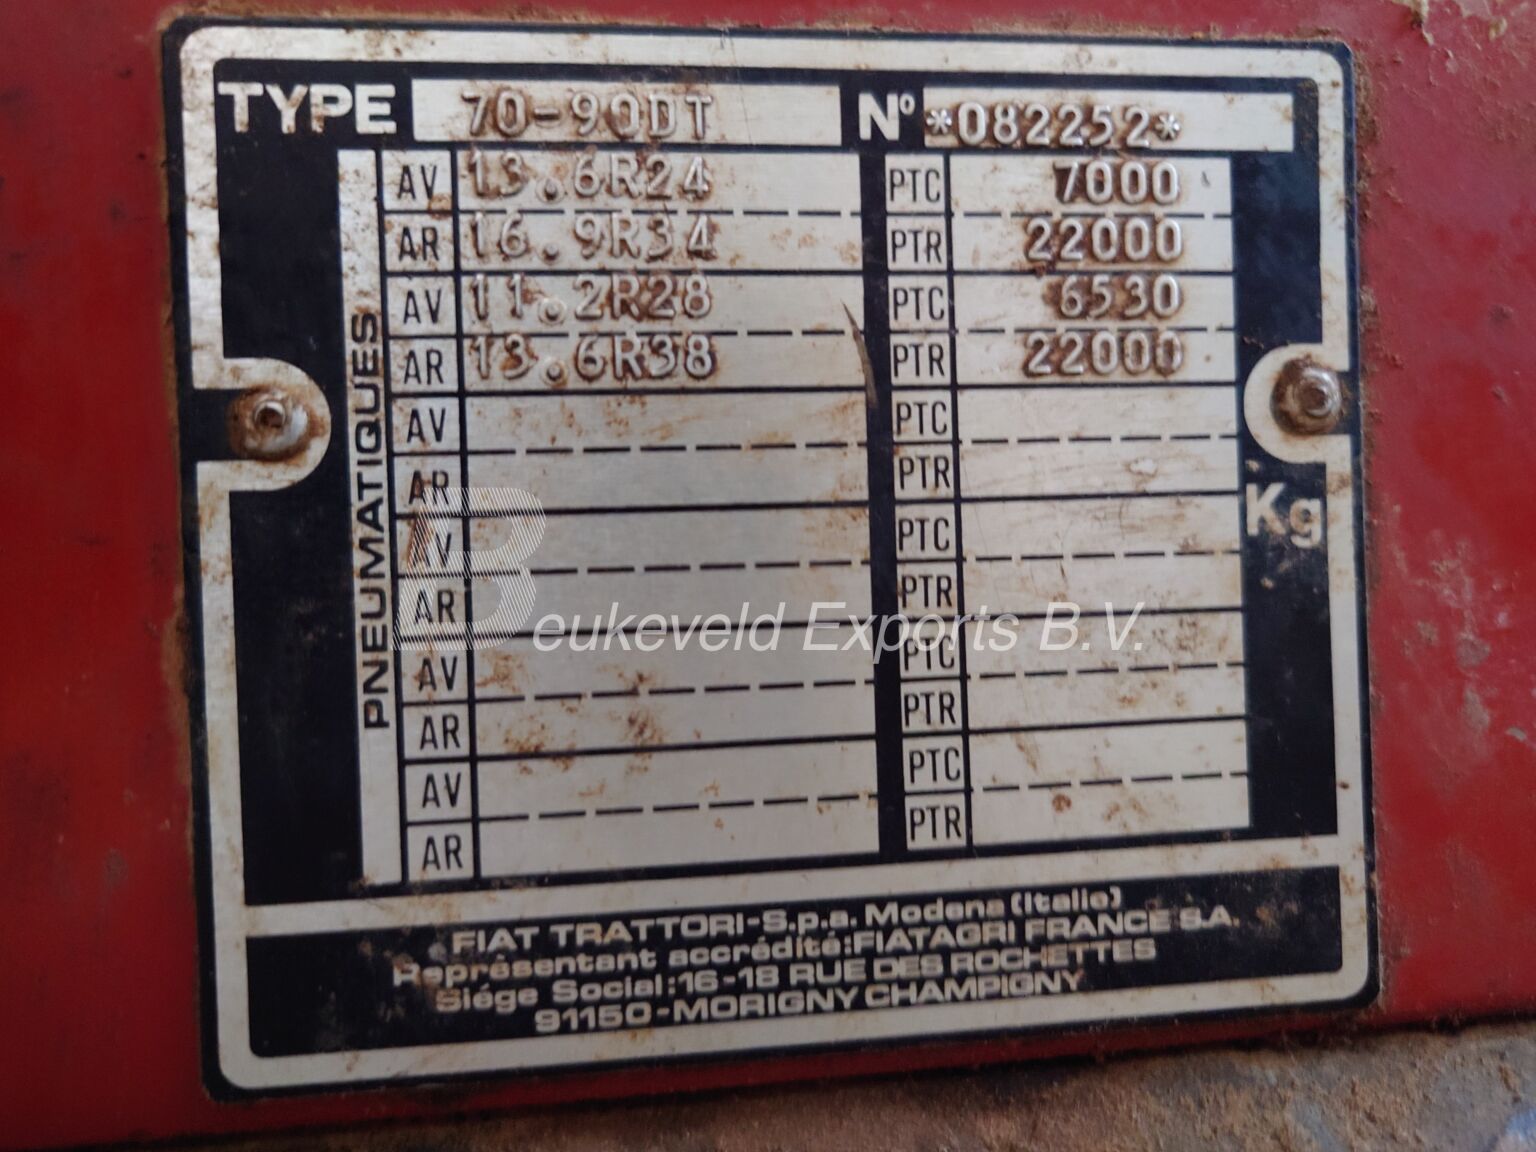 TYPE 70-90DT Nº *082252*
PNEUMATIQUES
AV 13.6R24 PTC 7000
AR 16.9R34 PTR 22000
AV 11.2R28 PTC 6530
AR 13.6R38 PTR 22000
AV PTC
AR PTR
AV PTC
AR PTR
AV PTC
AR PTR
AV PTC
AR PTR
Kg
Beukeveld Exports B.V.
FIAT TRATTORI-S.p.a. Modena (Italie)
Représentant accrédité:FIATAGRI FRANCE S.A.
Siége Social:16-18 RUE DES ROCHETTES
91150-MORIGNY CHAMPIGNY